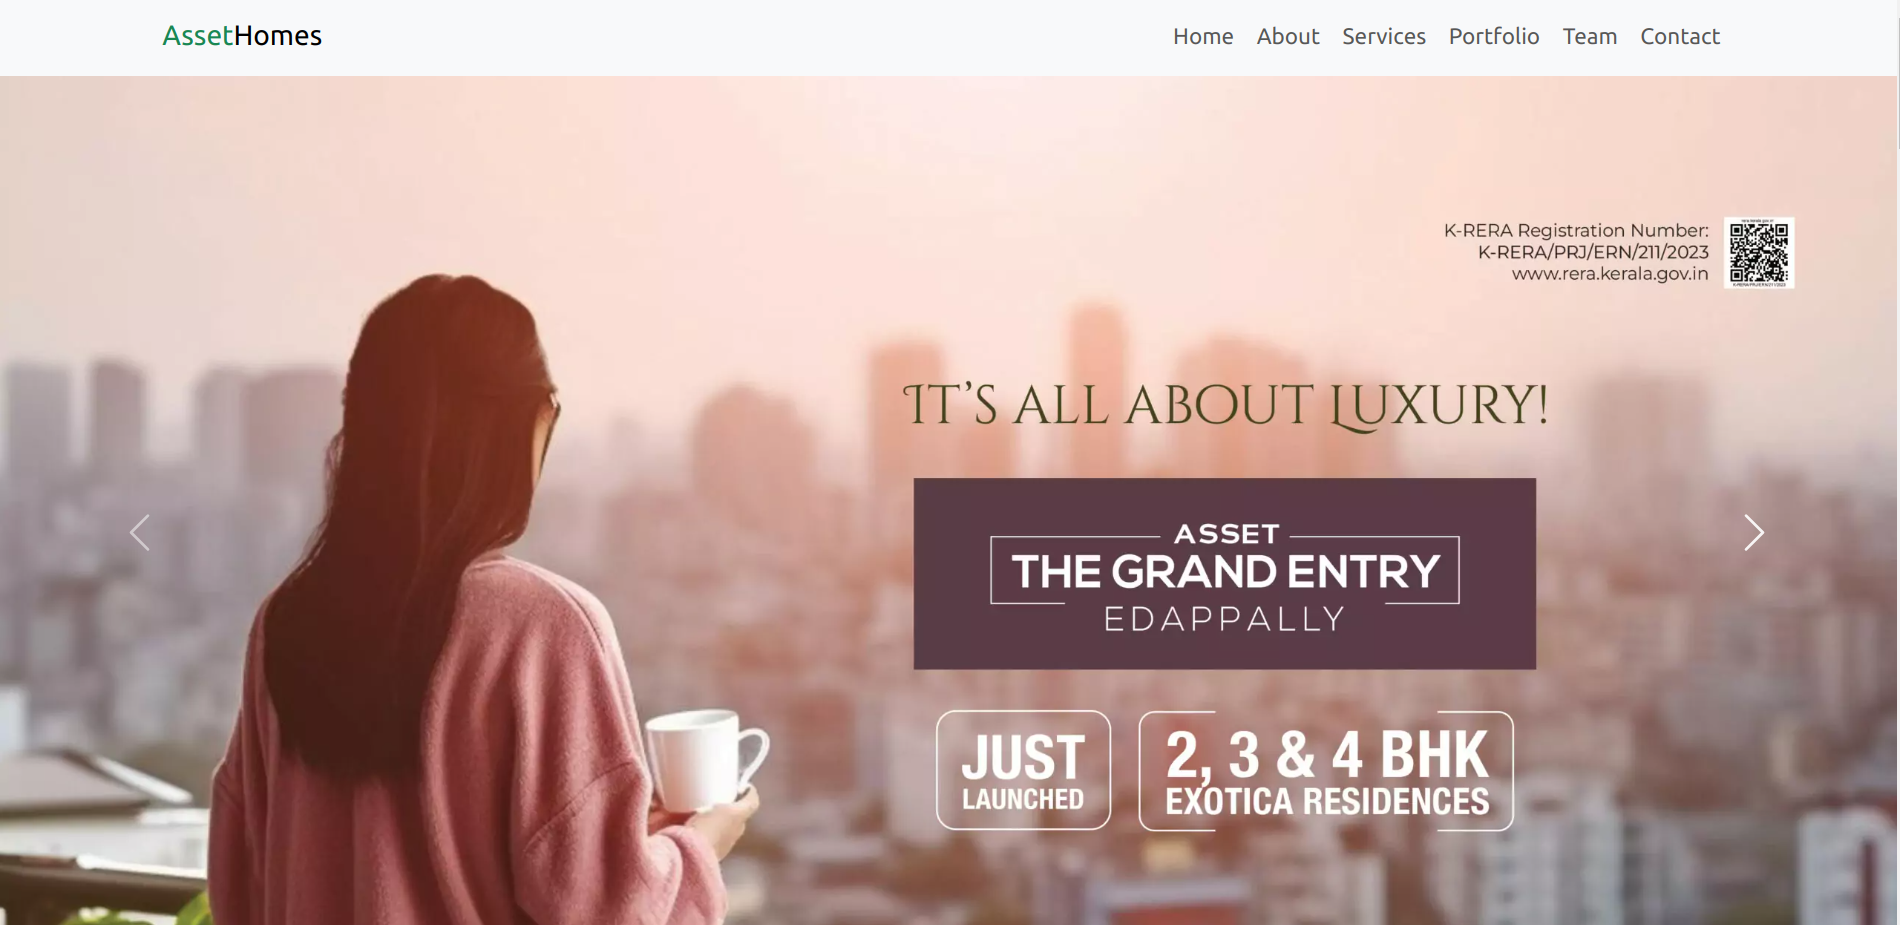 AssetHomes
Home About Services Portfolio Team Contact
K-RERA Registration Number:
K-RERA/PRJ/ERN/211/2023
www.rera.kerala.gov.in
IT'S ALL ABOUT LUXURY!
ASSET
THE GRAND ENTRY
EDAPPALLY
JUST
LAUNCHED
2, 3 & 4 BHK
EXOTICA RESIDENCES